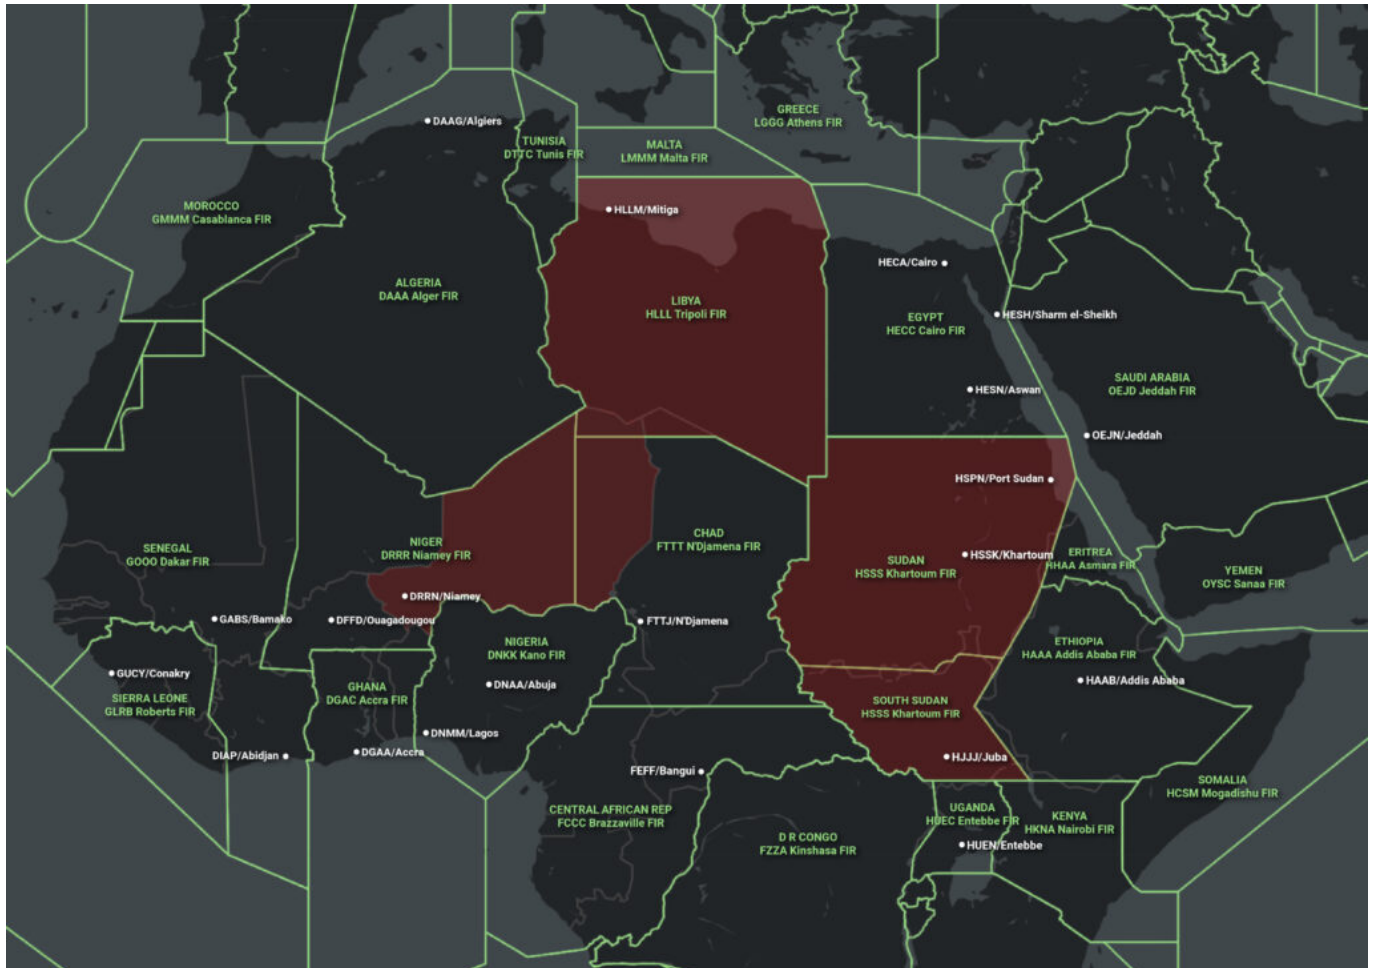 GREECE
LGGG Athens FIR
DAAG/Algiers
TUNISIA
DTTC Tunis FIR
MALTA
LMMM Malta FIR
MOROCCO
GMMM Casablanca FIR
HLLM/Mitiga
HECA/Cairo
ALGERIA
DAAA Alger FIR
LIBYA
HLLL Tripoli FIR
EGYPT
HECC Cairo FIR
HESH/Sharm el-Sheikh
SAUDI ARABIA
OEJD Jeddah FIR
HESN/Aswan
OEJN/Jeddah
HSPN/Port Sudan
SENEGAL
GOOO Dakar FIR
NIGER
DRRR Niamey FIR
CHAD
FTTT N'Djamena FIR
SUDAN
HSSS Khartoum FIR
HSSK/Khartoum
ERITREA
HHAA Asmara FIR
YEMEN
OYSC Sanaa FIR
DRRN/Niamey
GABS/Bamako
DFFD/Ouagadougou
FTTJ/N'Djamena
NIGERIA
DNKK Kano FIR
ETHIOPIA
HAAA Addis Ababa FIR
GUCY/Conakry
SIERRA LEONE
GLRB Roberts FIR
GHANA
DGAC Accra FIR
DNAA/Abuja
SOUTH SUDAN
HSSS Khartoum FIR
HAAB/Addis Ababa
DNMM/Lagos
DIAP/Abidjan
DGAA/Accra
FEFF/Bangui
HJJJ/Juba
SOMALIA
HCSM Mogadishu FIR
CENTRAL AFRICAN REP
FCCC Brazzaville FIR
UGANDA
HUEC Entebbe FIR
KENYA
HKNA Nairobi FIR
D R CONGO
FZZA Kinshasa FIR
HUEN/Entebbe